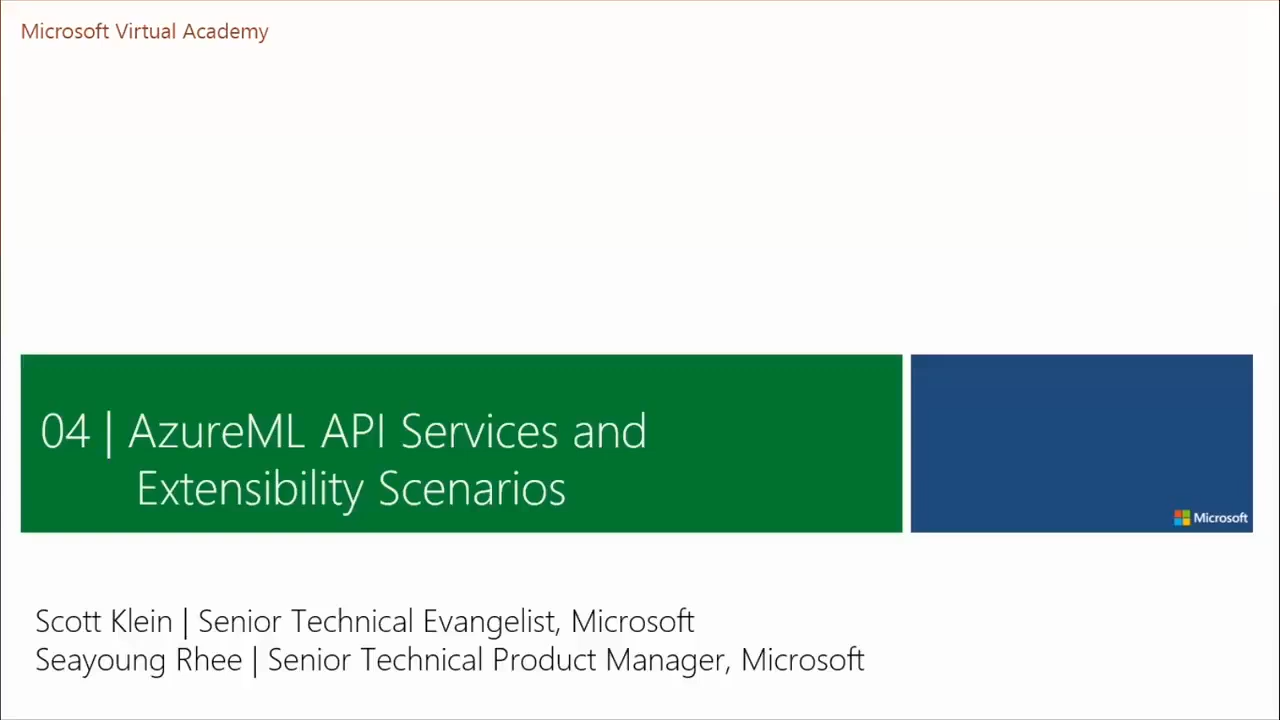 Microsoft Virtual Academy
04 | AzureML API Services and
Extensibility Scenarios
Microsoft
Scott Klein | Senior Technical Evangelist, Microsoft
Seayoung Rhee | Senior Technical Product Manager, Microsoft